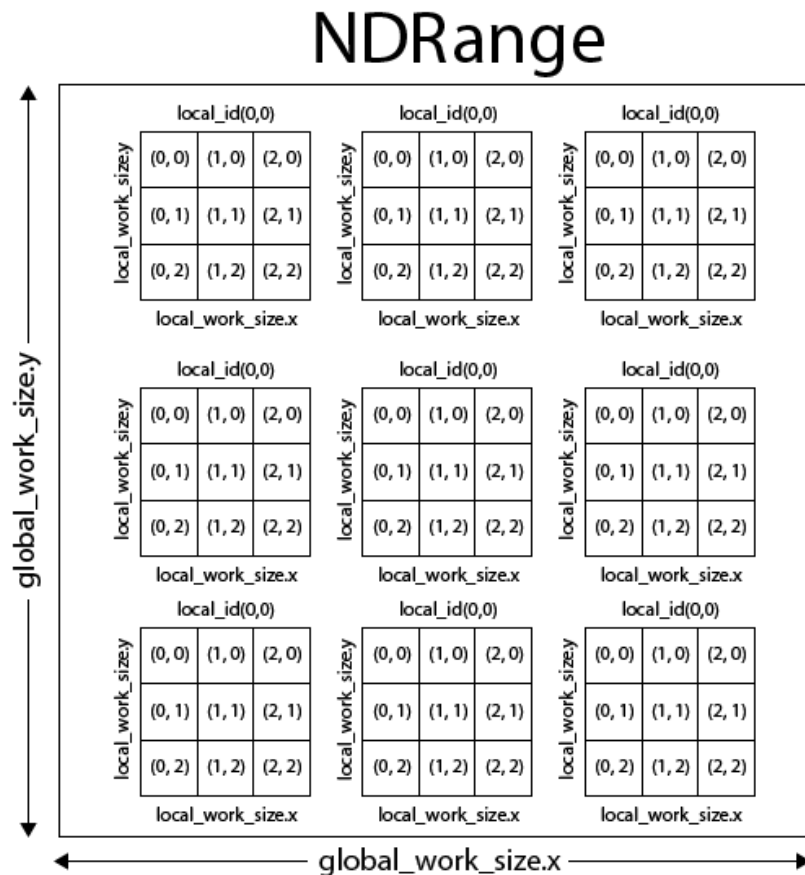 NDRange
local_id(0,0) local_id(0,0) local_id(0,0)
local_work_size.y (0, 0) (1, 0) (2, 0) local_work_size.y (0, 0) (1, 0) (2, 0) local_work_size.y (0, 0) (1, 0) (2, 0)
(0, 1) (1, 1) (2, 1) (0, 1) (1, 1) (2, 1) (0, 1) (1, 1) (2, 1)
(0, 2) (1, 2) (2, 2) (0, 2) (1, 2) (2, 2) (0, 2) (1, 2) (2, 2)
local_work_size.x local_work_size.x local_work_size.x
global_work_size.y
local_id(0,0) local_id(0,0) local_id(0,0)
local_work_size.y (0, 0) (1, 0) (2, 0) local_work_size.y (0, 0) (1, 0) (2, 0) local_work_size.y (0, 0) (1, 0) (2, 0)
(0, 1) (1, 1) (2, 1) (0, 1) (1, 1) (2, 1) (0, 1) (1, 1) (2, 1)
(0, 2) (1, 2) (2, 2) (0, 2) (1, 2) (2, 2) (0, 2) (1, 2) (2, 2)
local_work_size.x local_work_size.x local_work_size.x
local_id(0,0) local_id(0,0) local_id(0,0)
local_work_size.y (0, 0) (1, 0) (2, 0) local_work_size.y (0, 0) (1, 0) (2, 0) local_work_size.y (0, 0) (1, 0) (2, 0)
(0, 1) (1, 1) (2, 1) (0, 1) (1, 1) (2, 1) (0, 1) (1, 1) (2, 1)
(0, 2) (1, 2) (2, 2) (0, 2) (1, 2) (2, 2) (0, 2) (1, 2) (2, 2)
local_work_size.x local_work_size.x local_work_size.x
global_work_size.x